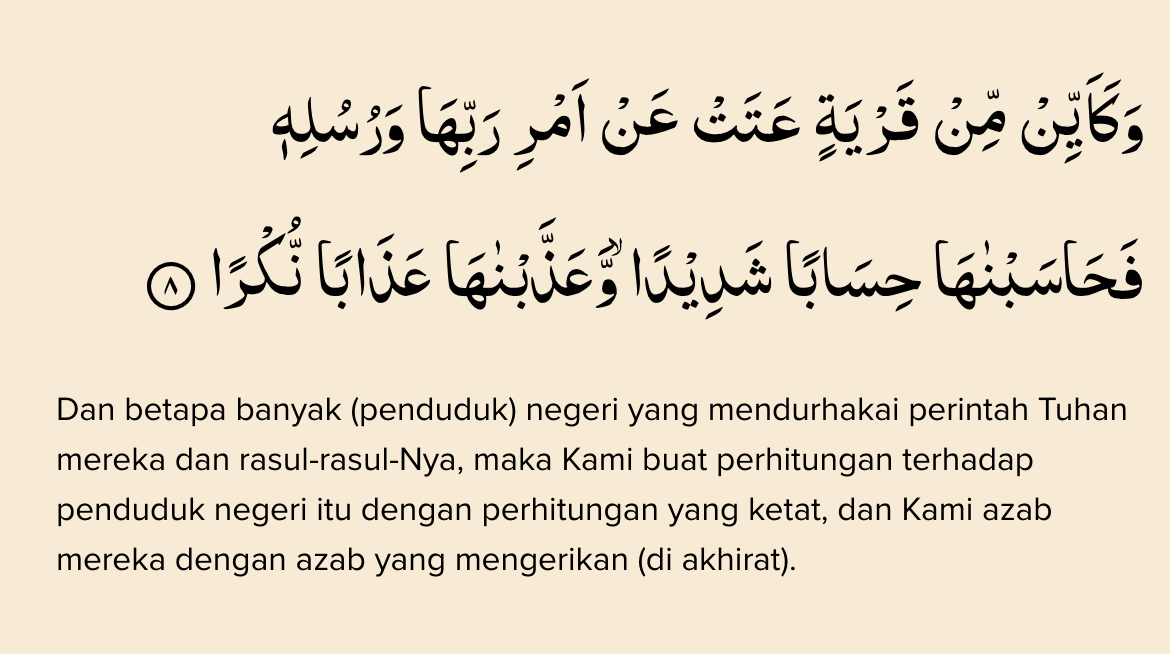 وَكَاَيِّنْ مِّنْ قَرْيَةٍ عَتَتْ عَنْ اَمْرِ رَبِّهَا وَرُسُلِهٖ
فَحَاسَبْنٰهَا حِسَابًا شَدِيْدًاۙ وَّعَذَّبْنٰهَا عَذَابًا نُّكْرًا ٨
Dan betapa banyak (penduduk) negeri yang mendurhakai perintah Tuhan
mereka dan rasul-rasul-Nya, maka Kami buat perhitungan terhadap
penduduk negeri itu dengan perhitungan yang ketat, dan Kami azab
mereka dengan azab yang mengerikan (di akhirat).